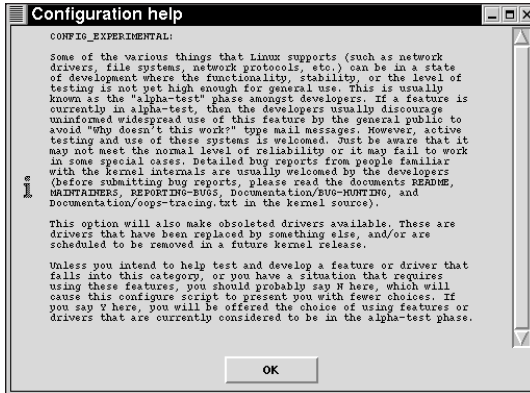 Configuration help
CONFIG_EXPERIMENTAL:
Some of the various things that Linux supports (such as network
drivers, file systems, network protocols, etc.) can be in a state
of development where the functionality, stability, or the level of
testing is not yet high enough for general use. This is usually
known as the "alpha-test" phase amongst developers. If a feature is
currently in alpha-test, then the developers usually discourage
uninformed widespread use of this feature by the general public to
avoid "Why doesn't this work?" type mail messages. However, active
testing and use of these systems is welcomed. Just be aware that it
may not meet the normal level of reliability or it may fail to work
in some special cases. Detailed bug reports from people familiar
with the kernel internals are usually welcomed by the developers
(before submitting bug reports, please read the documents README,
MAINTAINERS, REPORTING-BUGS, Documentation/BUG-HUNTING, and
Documentation/oops-tracing.txt in the kernel source).
This option will also make obsoleted drivers available. These are
drivers that have been replaced by something else, and/or are
scheduled to be removed in a future kernel release.
Unless you intend to help test and develop a feature or driver that
falls into this category, or you have a situation that requires
using these features, you should probably say N here, which will
cause this configure script to present you with fewer choices. If
you say Y here, you will be offered the choice of using features or
drivers that are currently considered to be in the alpha-test phase.
OK